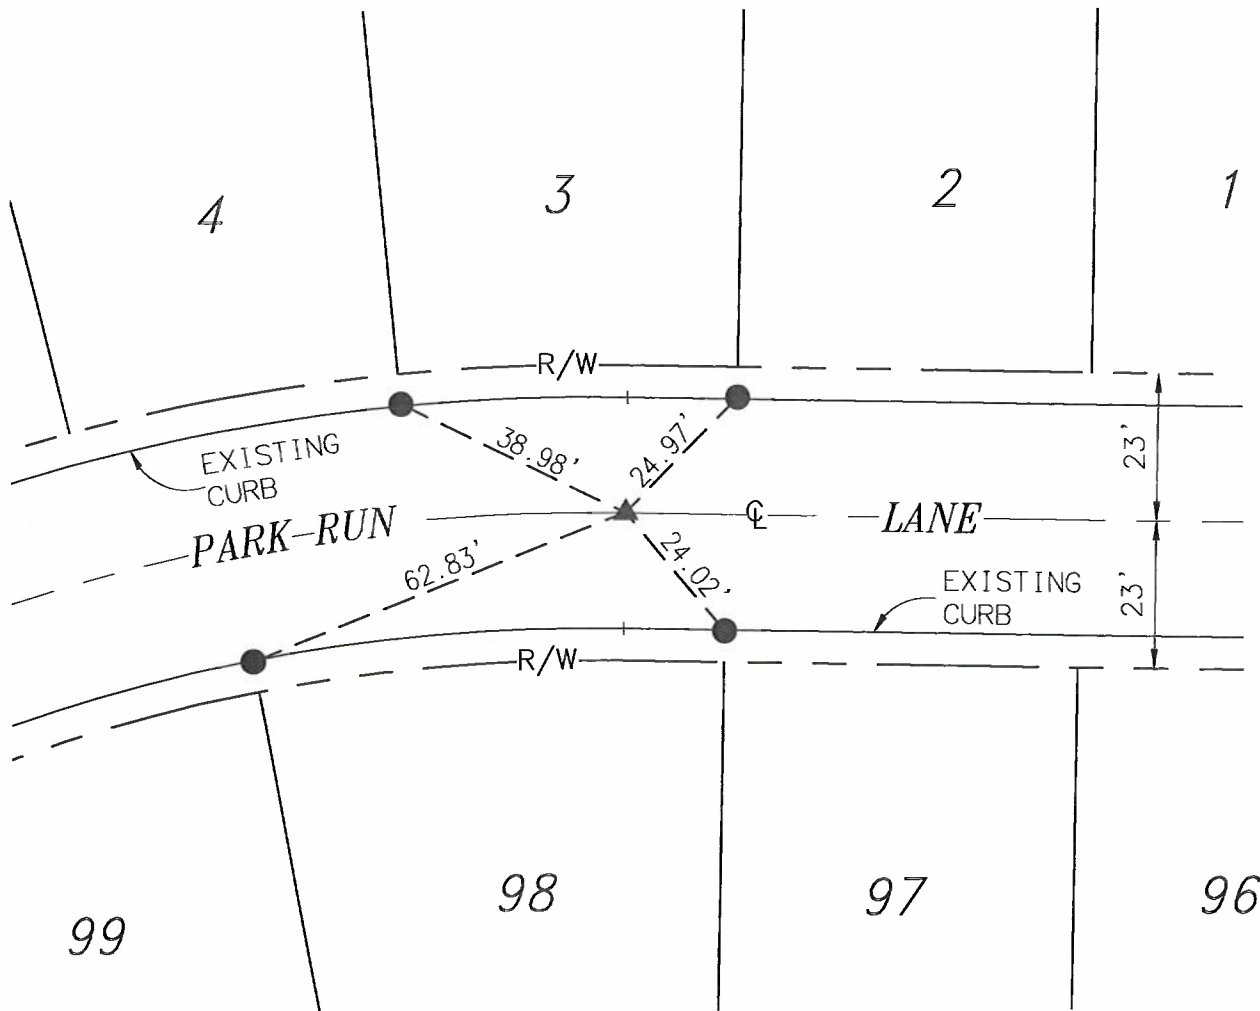 4
3
2
1
R/W
EXISTING
CURB
38.98'
24.97'
23'
PARK RUN
℄
LANE
62.83'
24.02'
EXISTING
CURB
23'
R/W
99
98
97
96